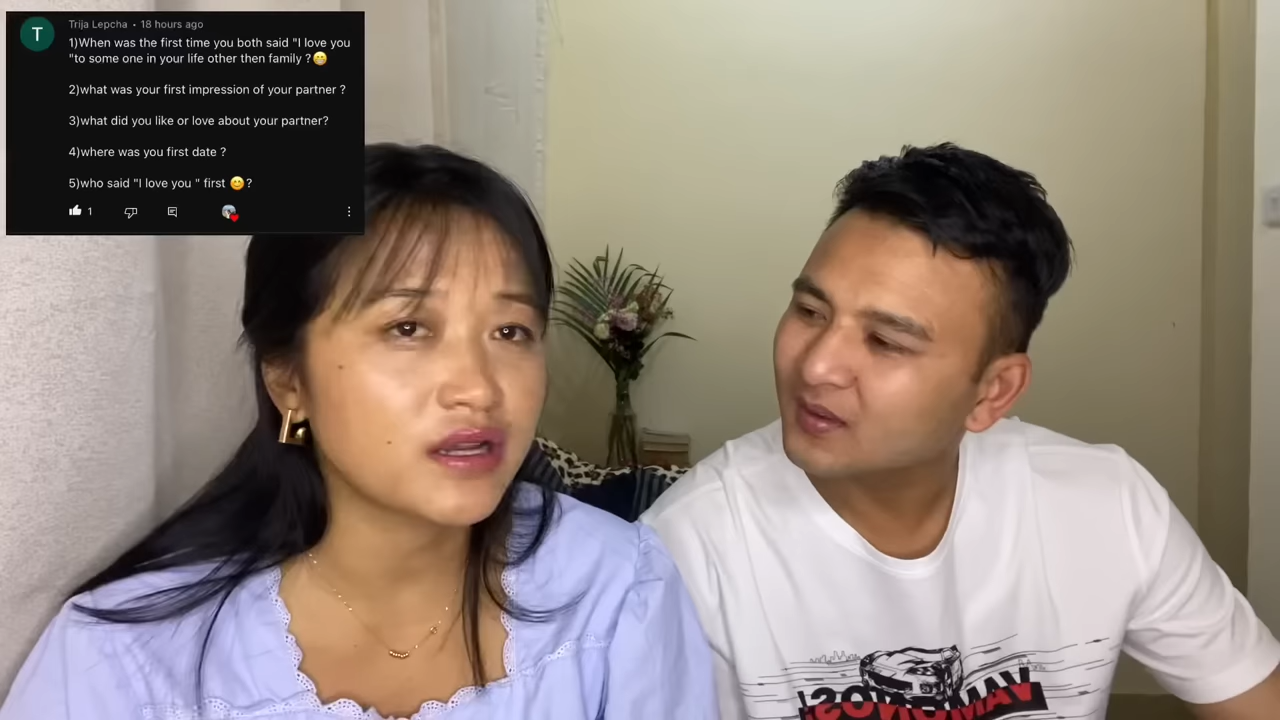 T
Trija Lepcha • 18 hours ago
1)When was the first time you both said "I love you
"to some one in your life other then family ?😬
2)what was your first impression of your partner ?
3)what did you like or love about your partner?
4)where was you first date ?
5)who said "I love you " first 😊?
1
VAMONOS!